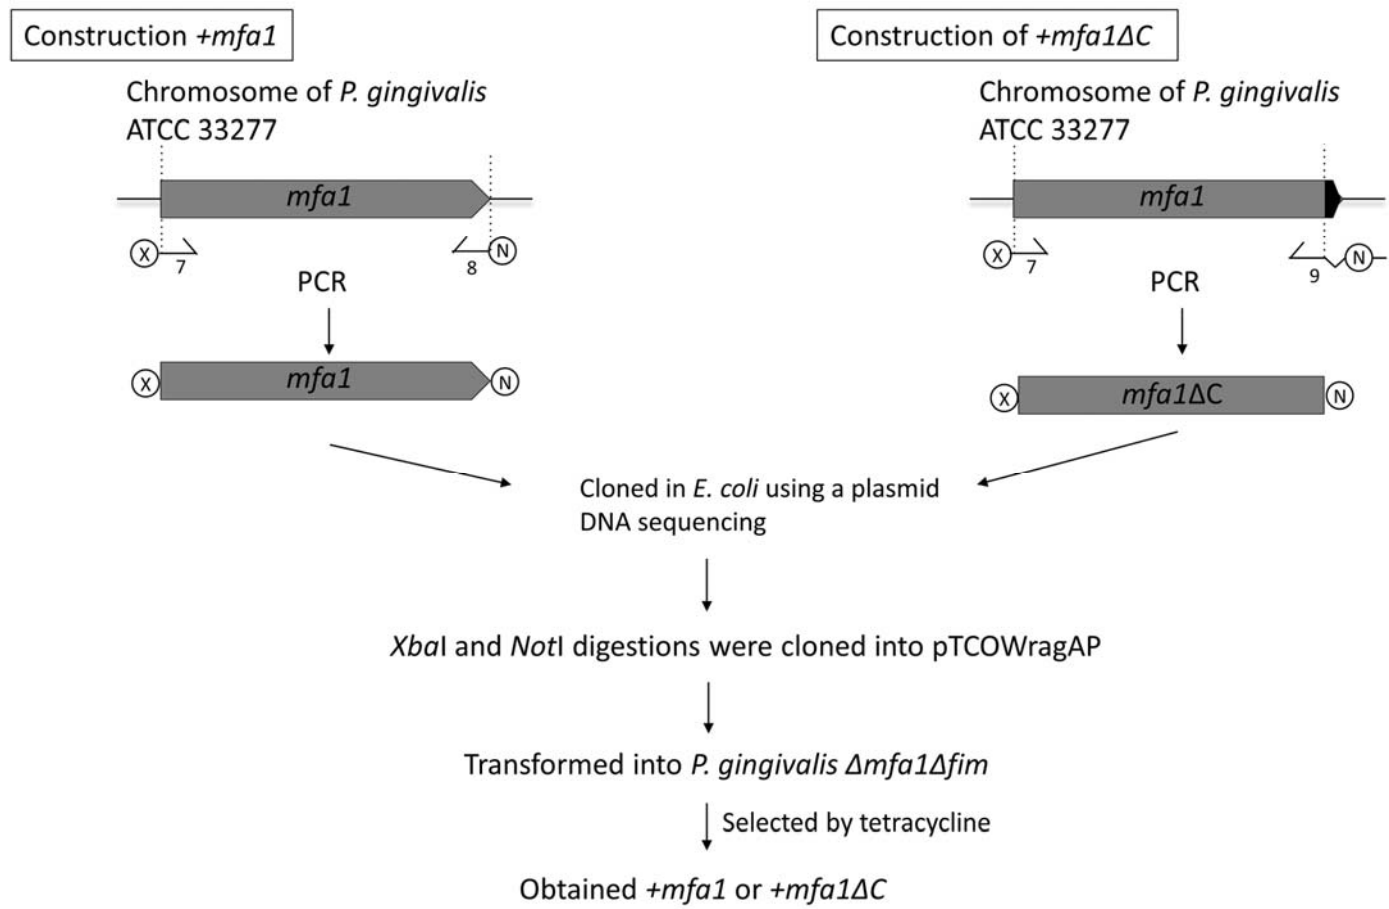 Construction +mfa1
Chromosome of P. gingivalis
ATCC 33277
mfa1
X
7
8
N
PCR
mfa1
X
N
Construction of +mfa1ΔC
Chromosome of P. gingivalis
ATCC 33277
mfa1
X
7
9
N
PCR
mfa1ΔC
X
N
Cloned in E. coli using a plasmid
DNA sequencing
XbaI and NotI digestions were cloned into pTCOWragAP
Transformed into P. gingivalis Δmfa1Δfim
Selected by tetracycline
Obtained +mfa1 or +mfa1ΔC